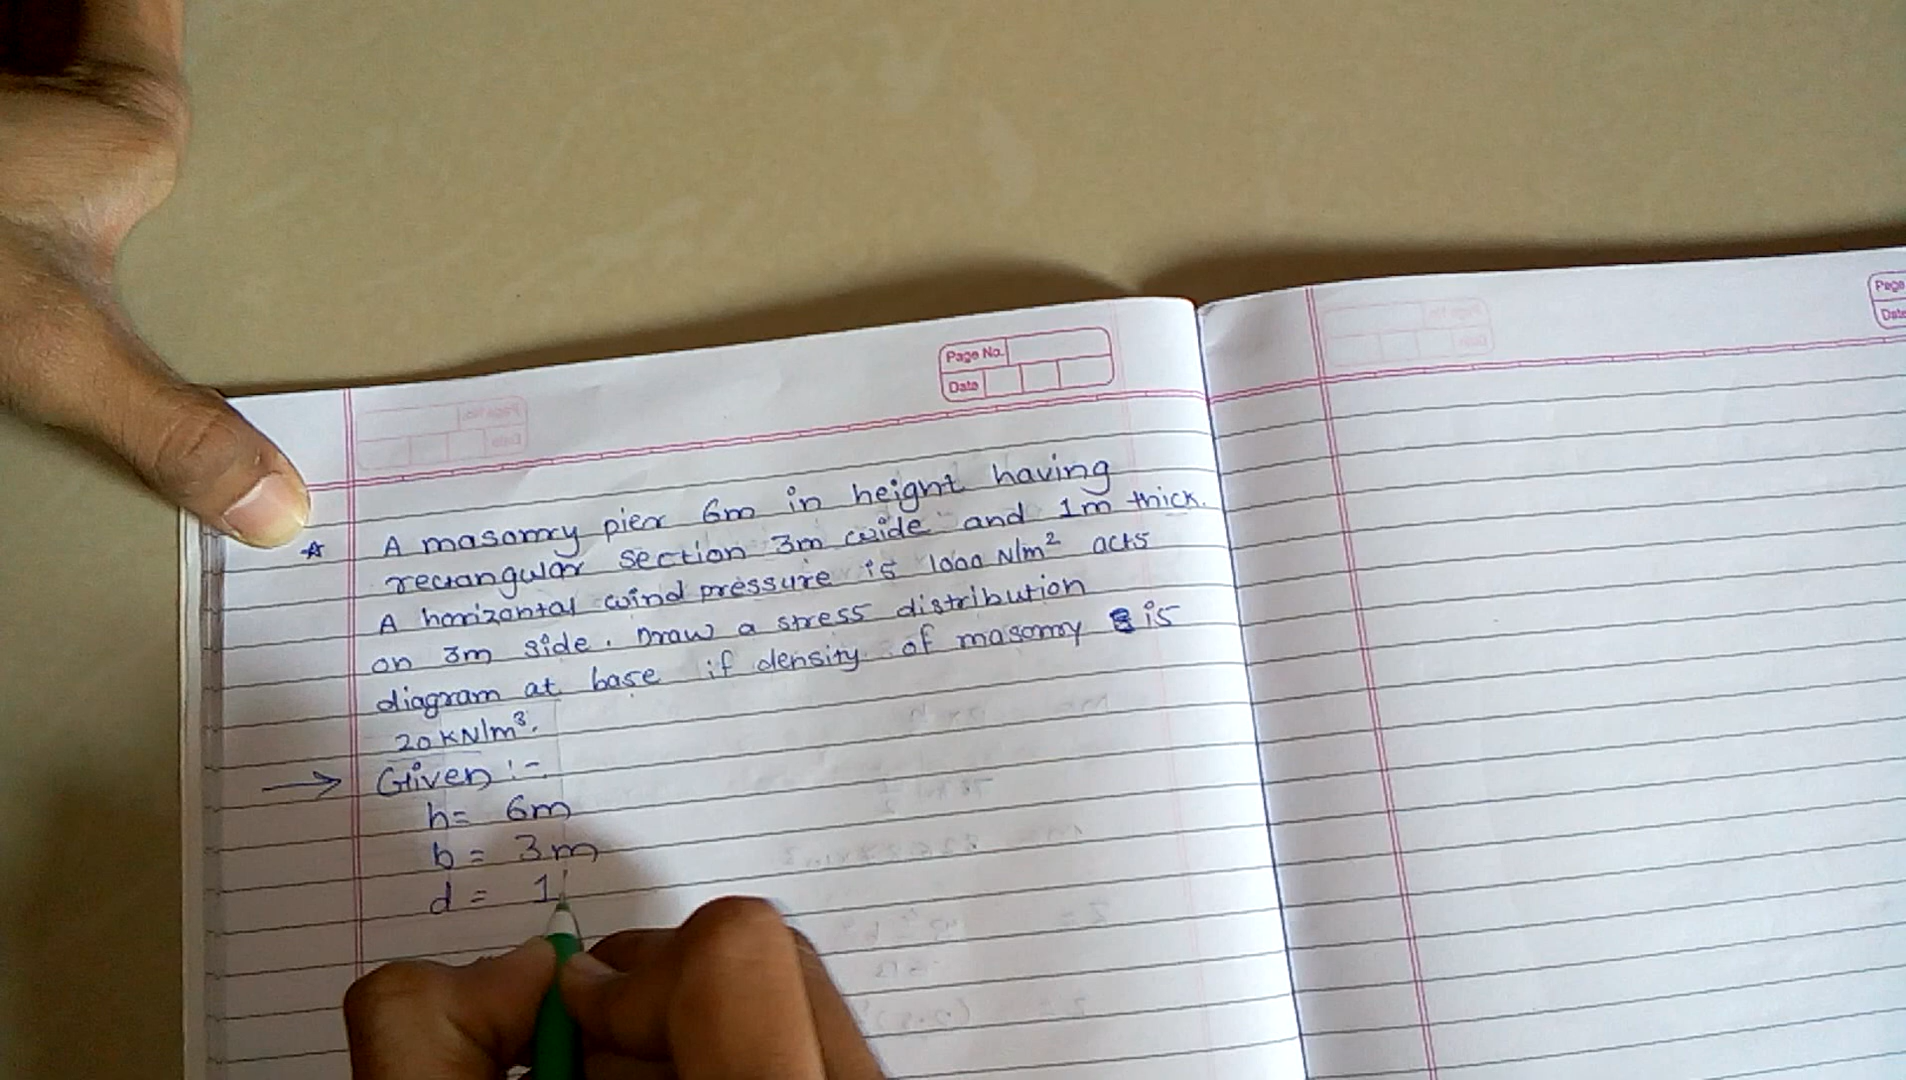 Page No.
Date
Page
Date
A masonry pier 6m in height having
rectangular section 3m wide and 1m thick.
A horizontal wind pressure is 1000 N/m² acts
on 3m side. Draw a stress distribution
diagram at base if density of masonry is
20 KN/m³.
Given :-
h= 6m
b = 3m
d = 1